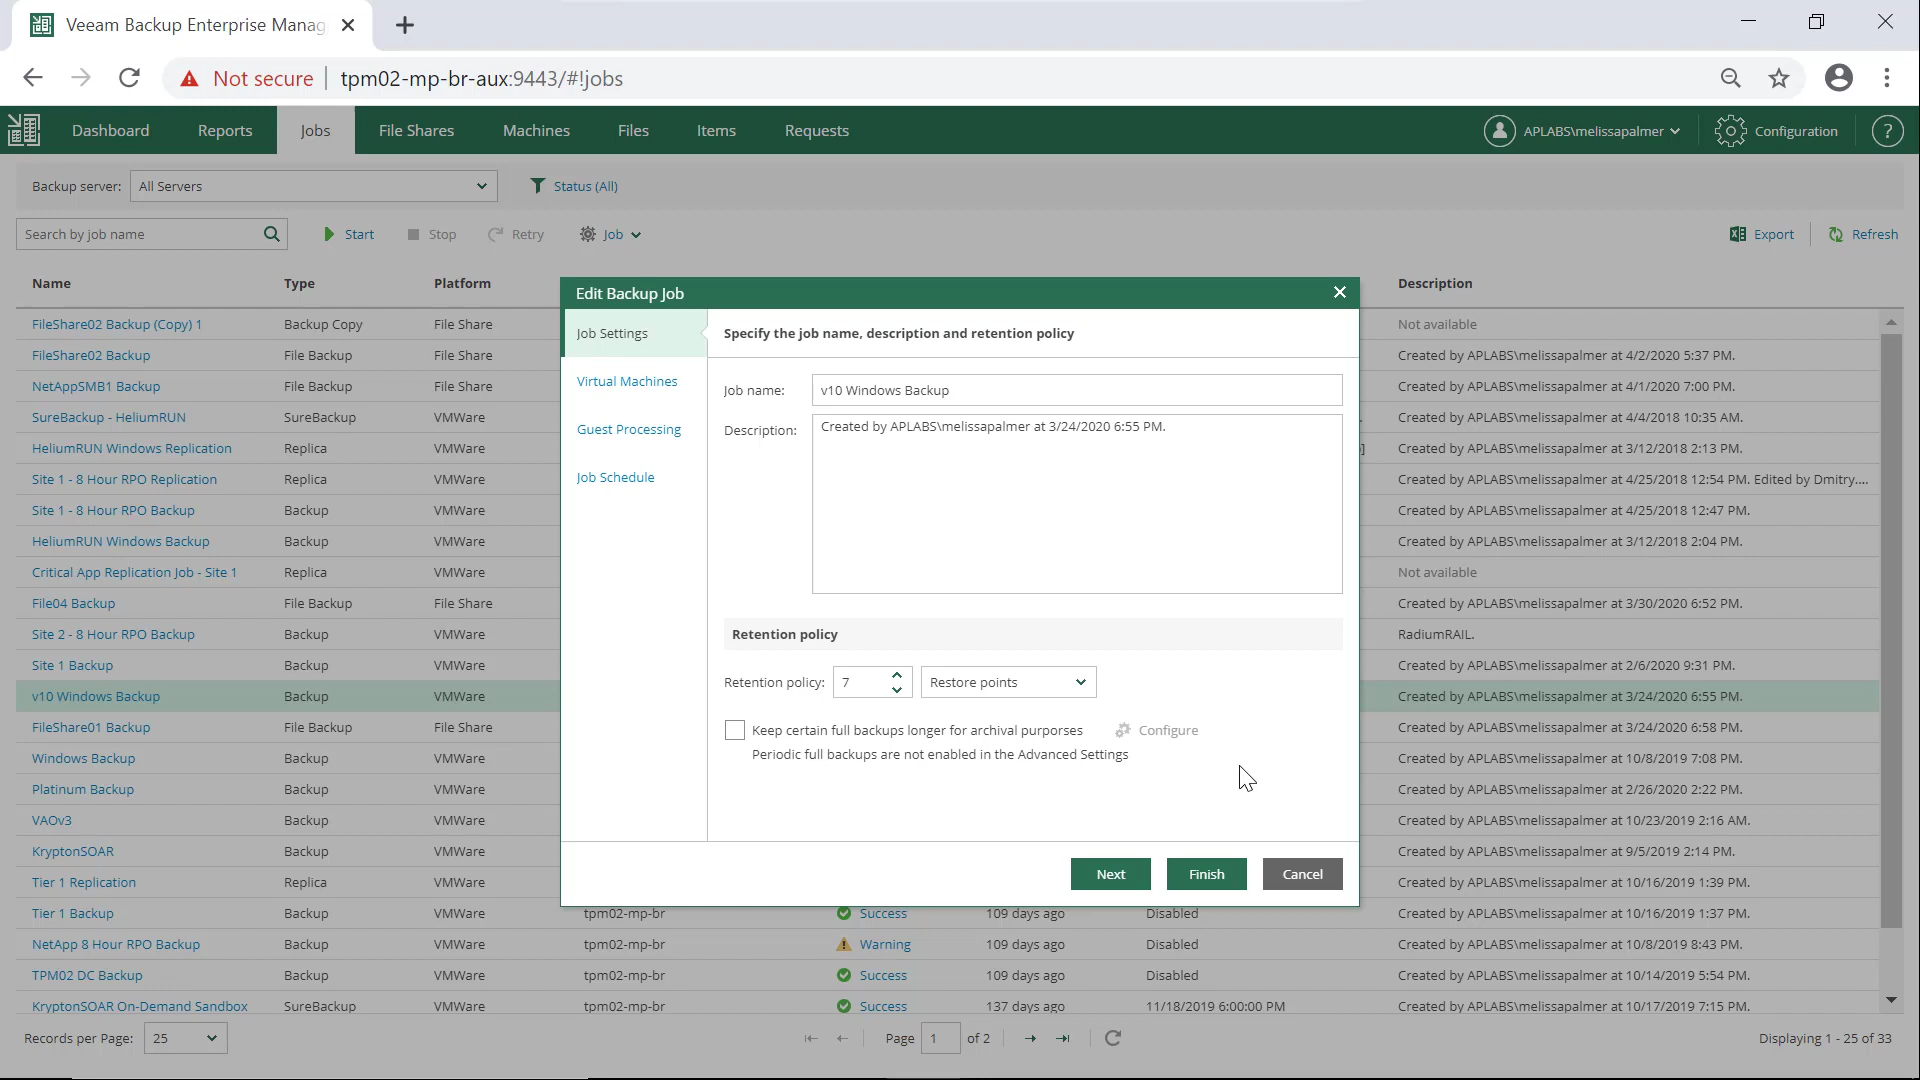 Veeam Backup Enterprise Manag
Not secure tpm02-mp-br-aux:9443/#!jobs
Dashboard Reports Jobs File Shares Machines Files Items Requests APLABS\melissapalmer Configuration ?
Backup server: All Servers Status (All)
Search by job name Start Stop Retry Job Export Refresh
Name Type Platform Description
Edit Backup Job
Job Settings
Virtual Machines
Guest Processing
Job Schedule
Specify the job name, description and retention policy
Job name: v10 Windows Backup
Description: Created by APLABS\melissapalmer at 3/24/2020 6:55 PM.
Retention policy
Retention policy: 7 Restore points
Keep certain full backups longer for archival purporses Configure
Periodic full backups are not enabled in the Advanced Settings
Next Finish Cancel
FileShare02 Backup (Copy) 1 Backup Copy File Share Not available
FileShare02 Backup File Backup File Share Created by APLABS\melissapalmer at 4/2/2020 5:37 PM.
NetAppSMB1 Backup File Backup File Share Created by APLABS\melissapalmer at 4/1/2020 7:00 PM.
SureBackup - HeliumRUN SureBackup VMWare Created by APLABS\melissapalmer at 4/4/2018 10:35 AM.
HeliumRUN Windows Replication Replica VMWare ] Created by APLABS\melissapalmer at 3/12/2018 2:13 PM.
Site 1 - 8 Hour RPO Replication Replica VMWare Created by APLABS\melissapalmer at 4/25/2018 12:54 PM. Edited by Dmitry....
Site 1 - 8 Hour RPO Backup Backup VMWare Created by APLABS\melissapalmer at 4/25/2018 12:47 PM.
HeliumRUN Windows Backup Backup VMWare Created by APLABS\melissapalmer at 3/12/2018 2:04 PM.
Critical App Replication Job - Site 1 Replica VMWare Not available
File04 Backup File Backup File Share Created by APLABS\melissapalmer at 3/30/2020 6:52 PM.
Site 2 - 8 Hour RPO Backup Backup VMWare RadiumRAIL.
Site 1 Backup Backup VMWare Created by APLABS\melissapalmer at 2/6/2020 9:31 PM.
v10 Windows Backup Backup VMWare Created by APLABS\melissapalmer at 3/24/2020 6:55 PM.
FileShare01 Backup File Backup File Share Created by APLABS\melissapalmer at 3/24/2020 6:58 PM.
Windows Backup Backup VMWare Created by APLABS\melissapalmer at 10/8/2019 7:08 PM.
Platinum Backup Backup VMWare Created by APLABS\melissapalmer at 2/26/2020 2:22 PM.
VAOv3 Backup VMWare Created by APLABS\melissapalmer at 10/23/2019 2:16 AM.
KryptonSOAR Backup VMWare Created by APLABS\melissapalmer at 9/5/2019 2:14 PM.
Tier 1 Replication Replica VMWare Created by APLABS\melissapalmer at 10/16/2019 1:39 PM.
Tier 1 Backup Backup VMWare tpm02-mp-br Success 109 days ago Disabled Created by APLABS\melissapalmer at 10/16/2019 1:37 PM.
NetApp 8 Hour RPO Backup Backup VMWare tpm02-mp-br Warning 109 days ago Disabled Created by APLABS\melissapalmer at 10/8/2019 8:43 PM.
TPM02 DC Backup Backup VMWare tpm02-mp-br Success 109 days ago Disabled Created by APLABS\melissapalmer at 10/14/2019 5:54 PM.
KryptonSOAR On-Demand Sandbox SureBackup VMWare tpm02-mp-br Success 137 days ago 11/18/2019 6:00:00 PM Created by APLABS\melissapalmer at 10/17/2019 7:15 PM.
Records per Page: 25 Page 1 of 2 Displaying 1 - 25 of 33